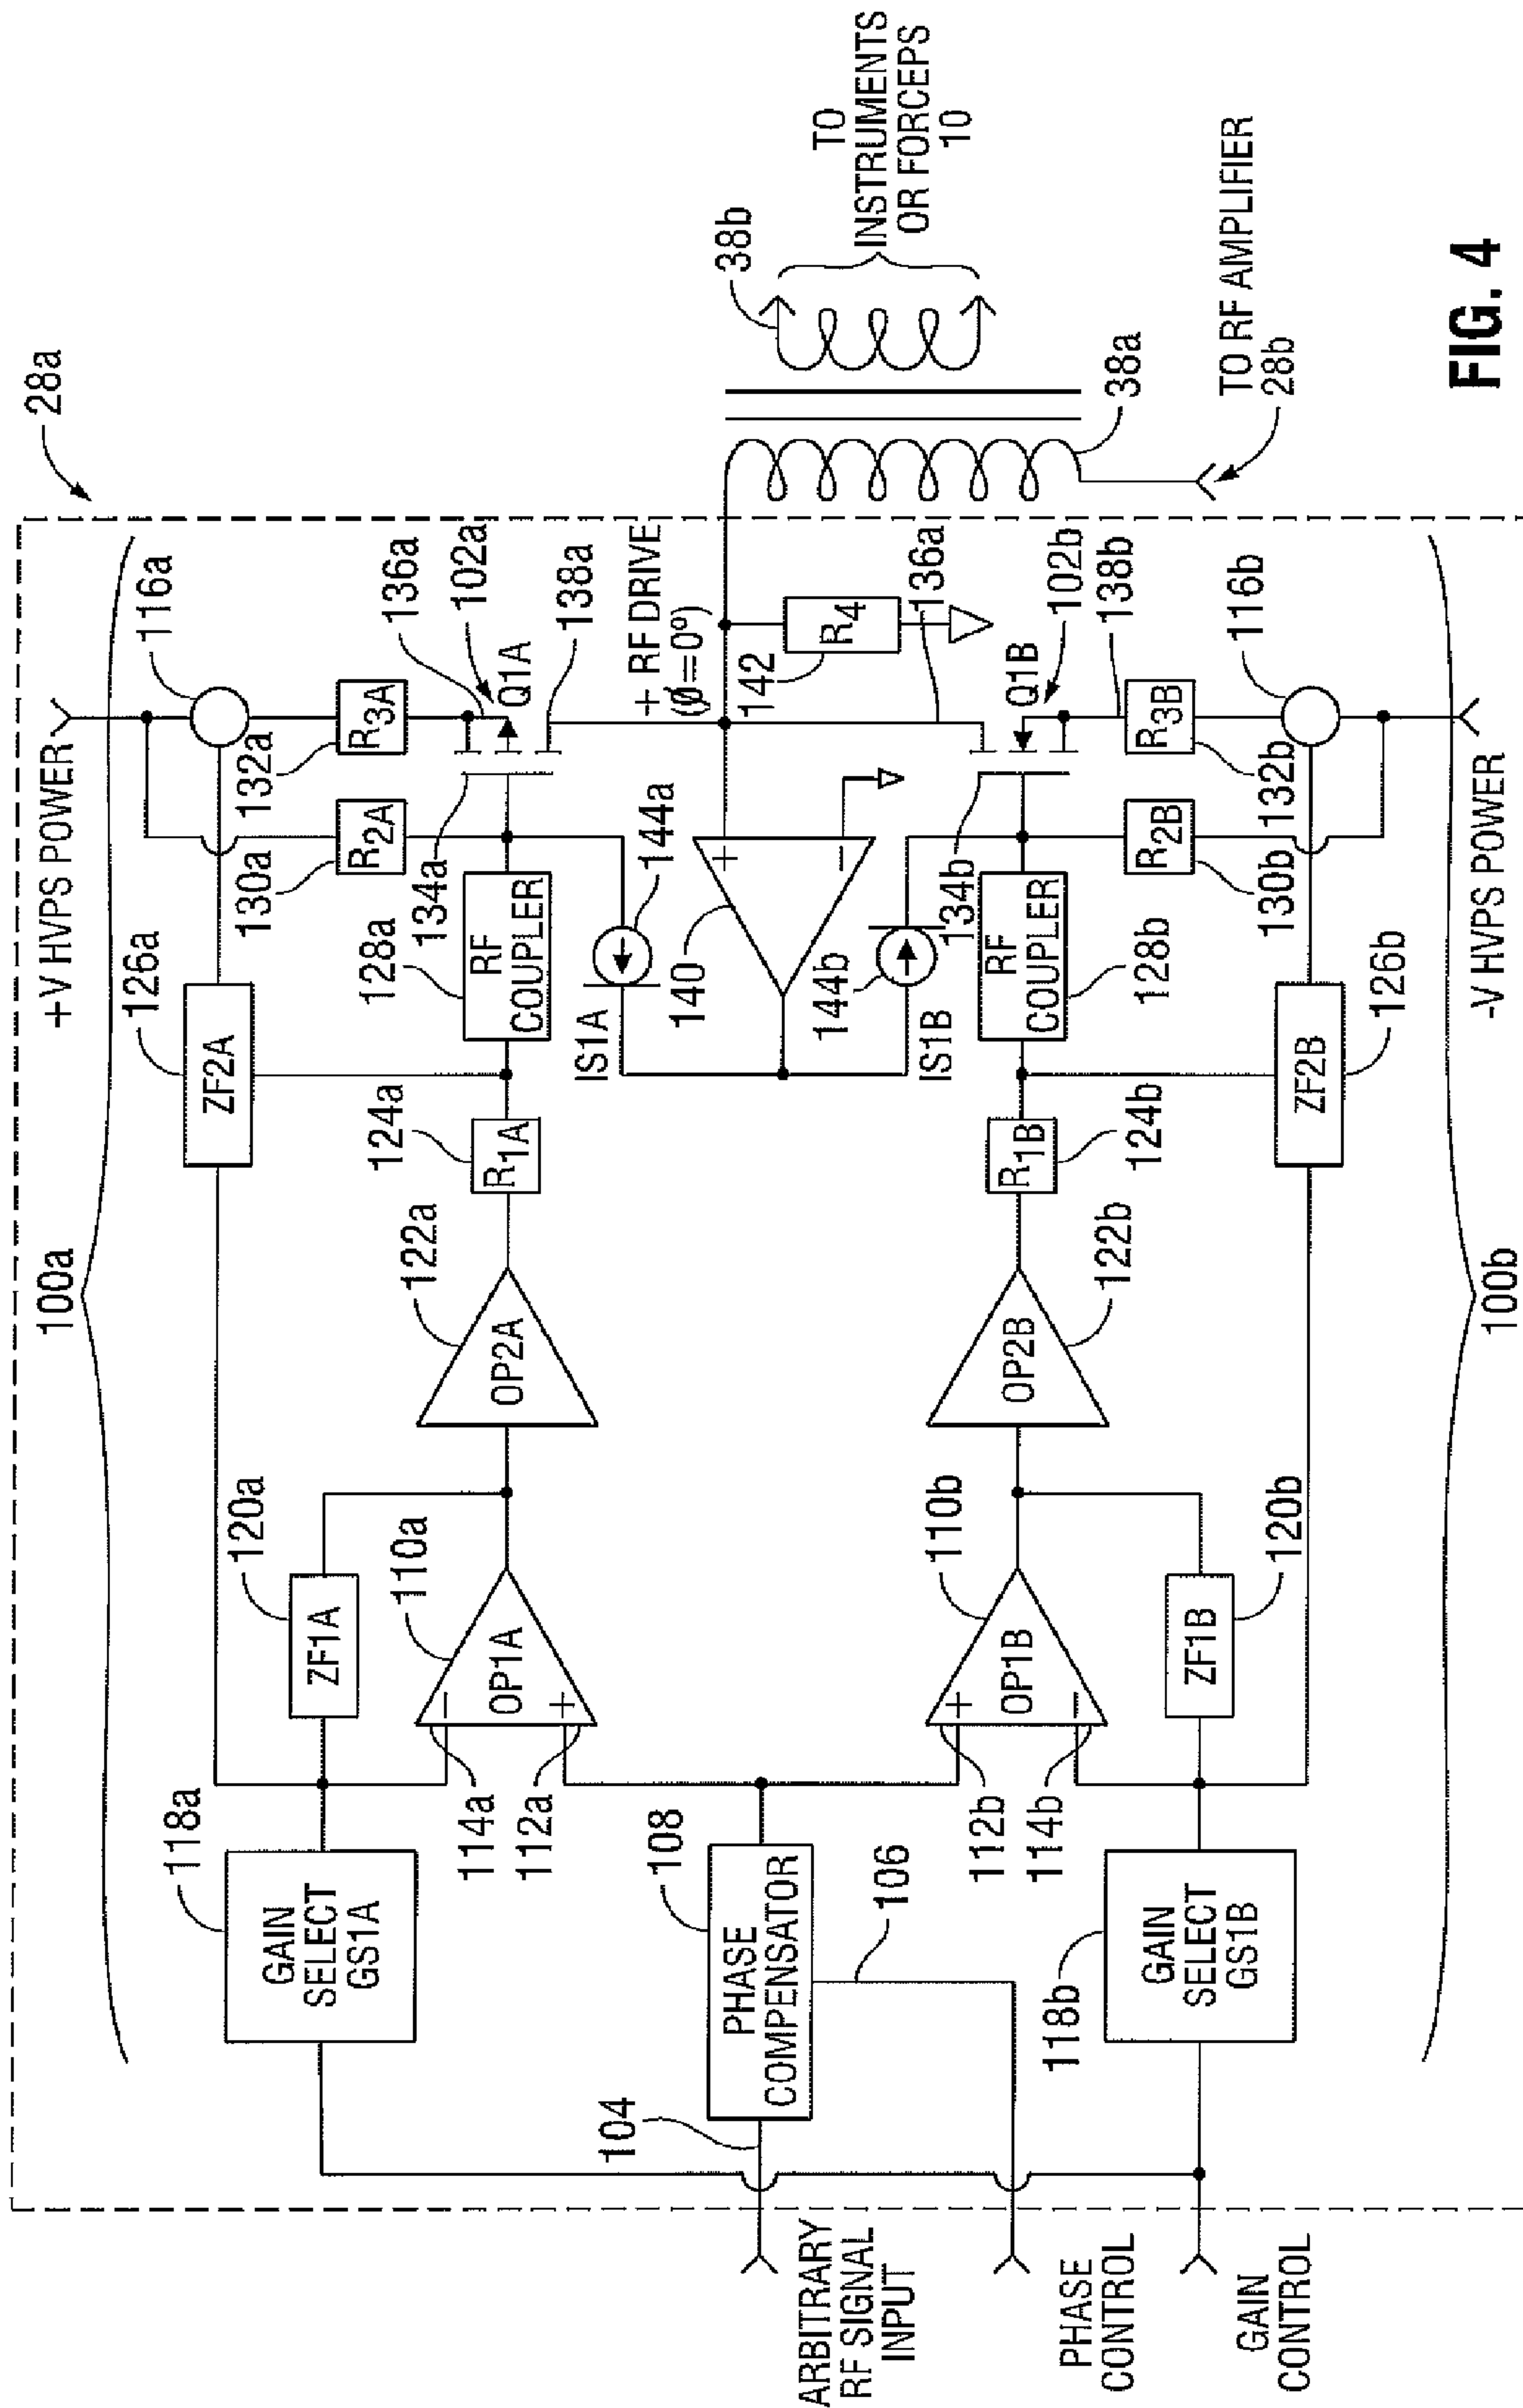 28a
100a
+V HVPS POWER
116a
126a
ZF2A
132a
R3A
136a
102a
Q1A
138a
130a
R2A
134a
144a
128a
RF
COUPLER
IS1A
124a
R1A
122a
OP2A
120a
ZF1A
110a
OP1A
−
+
114a
112a
118a
GAIN
SELECT
GS1A
ARBITRARY
RF SIGNAL
INPUT
104
108
PHASE
COMPENSATOR
106
PHASE
CONTROL
GAIN
CONTROL
118b
GAIN
SELECT
GS1B
112b
114b
110b
OP1B
+
−
ZF1B
120b
OP2B
122b
R1B
124b
IS1B
144b
140
+
−
134b
RF
COUPLER
128b
+ RF DRIVE
(ϕ=0°)
142
R4
136a
Q1B
102b
138b
R3B
132b
R2B
130b
116b
ZF2B
126b
-V HVPS POWER
100b
38b
TO
INSTRUMENTS
OR FORCEPS
10
38a
TO RF AMPLIFIER
28b
FIG. 4